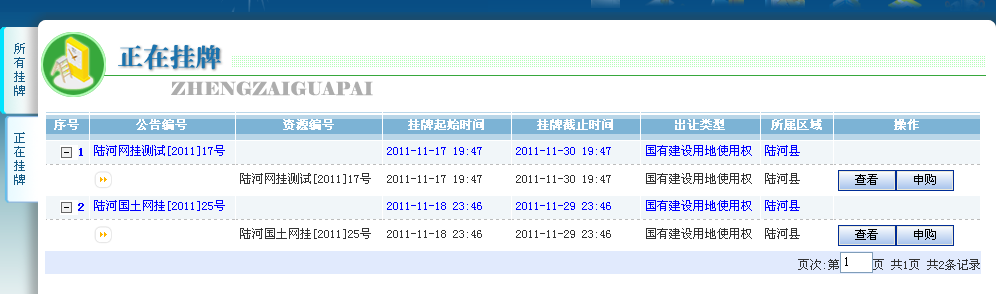 所有挂牌
正在挂牌
正在挂牌
ZHENGZAIGUAPAI
序号 公告编号 资源编号 挂牌起始时间 挂牌截止时间 出让类型 所属区域 操作
1 陆河网挂测试[2011]17号 2011-11-17 19:47 2011-11-30 19:47 国有建设用地使用权 陆河县
陆河网挂测试[2011]17号 2011-11-17 19:47 2011-11-30 19:47 国有建设用地使用权 陆河县 查看 申购
2 陆河国土网挂[2011]25号 2011-11-18 23:46 2011-11-29 23:46 国有建设用地使用权 陆河县
陆河国土网挂[2011]25号 2011-11-18 23:46 2011-11-29 23:46 国有建设用地使用权 陆河县 查看 申购
页次:第1页 共1页 共2条记录